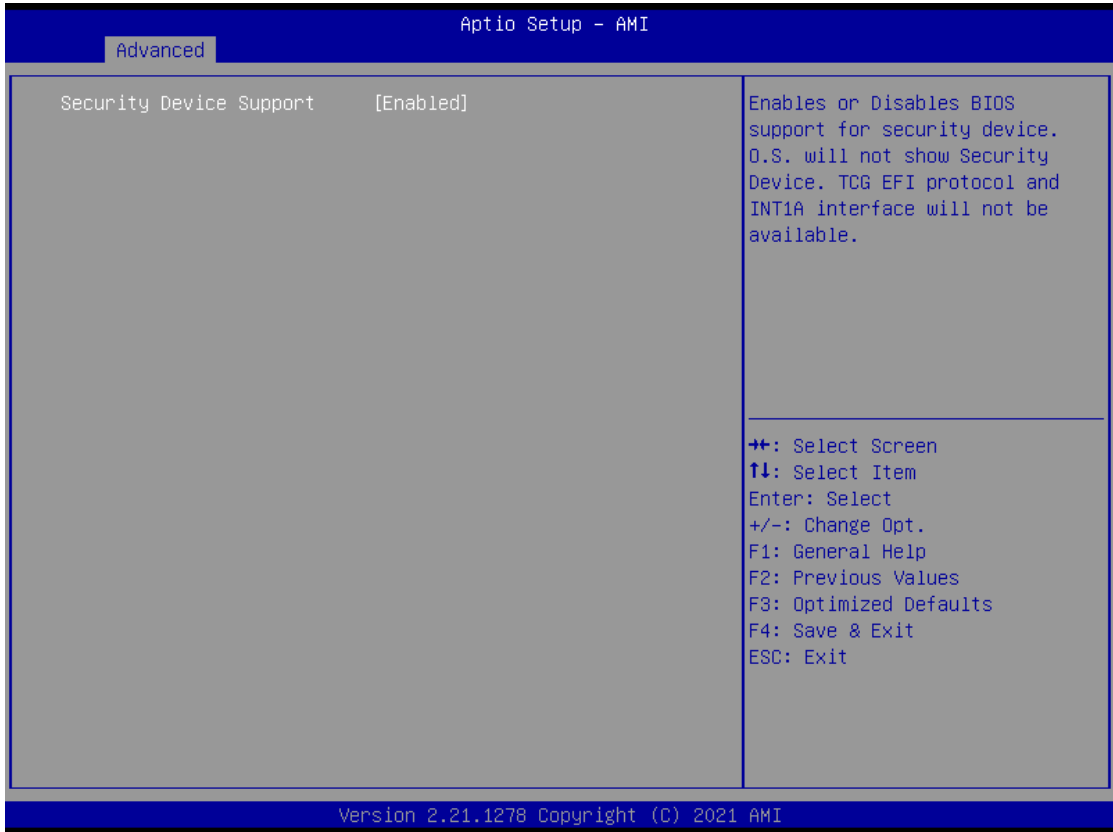 Aptio Setup – AMI
Advanced
Security Device Support [Enabled]
Enables or Disables BIOS
support for security device.
O.S. will not show Security
Device. TCG EFI protocol and
INT1A interface will not be
available.
→←: Select Screen
↑↓: Select Item
Enter: Select
+/-: Change Opt.
F1: General Help
F2: Previous Values
F3: Optimized Defaults
F4: Save & Exit
ESC: Exit
Version 2.21.1278 Copyright (C) 2021 AMI